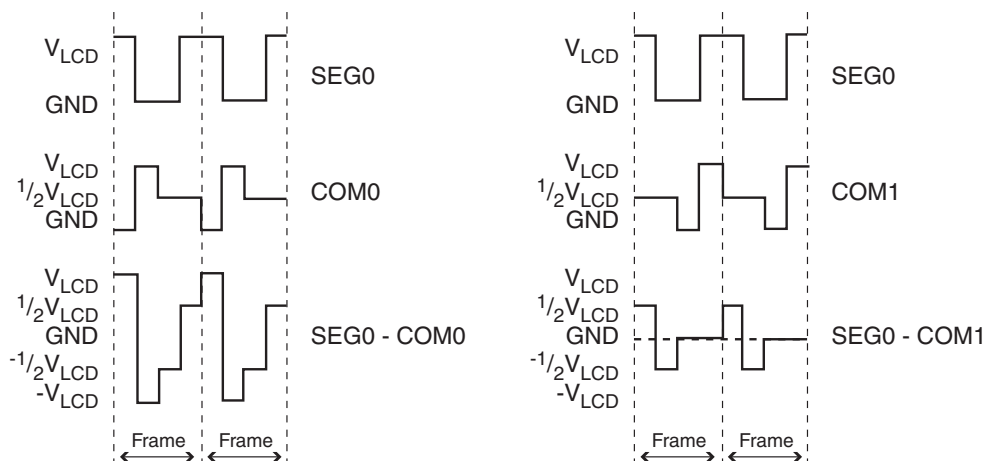 V_LCD
GND
SEG0
V_LCD
1/2V_LCD
GND
COM0
V_LCD
1/2V_LCD
GND
-1/2V_LCD
-V_LCD
SEG0 - COM0
Frame
Frame
V_LCD
GND
SEG0
V_LCD
1/2V_LCD
GND
COM1
V_LCD
1/2V_LCD
GND
-1/2V_LCD
-V_LCD
SEG0 - COM1
Frame
Frame